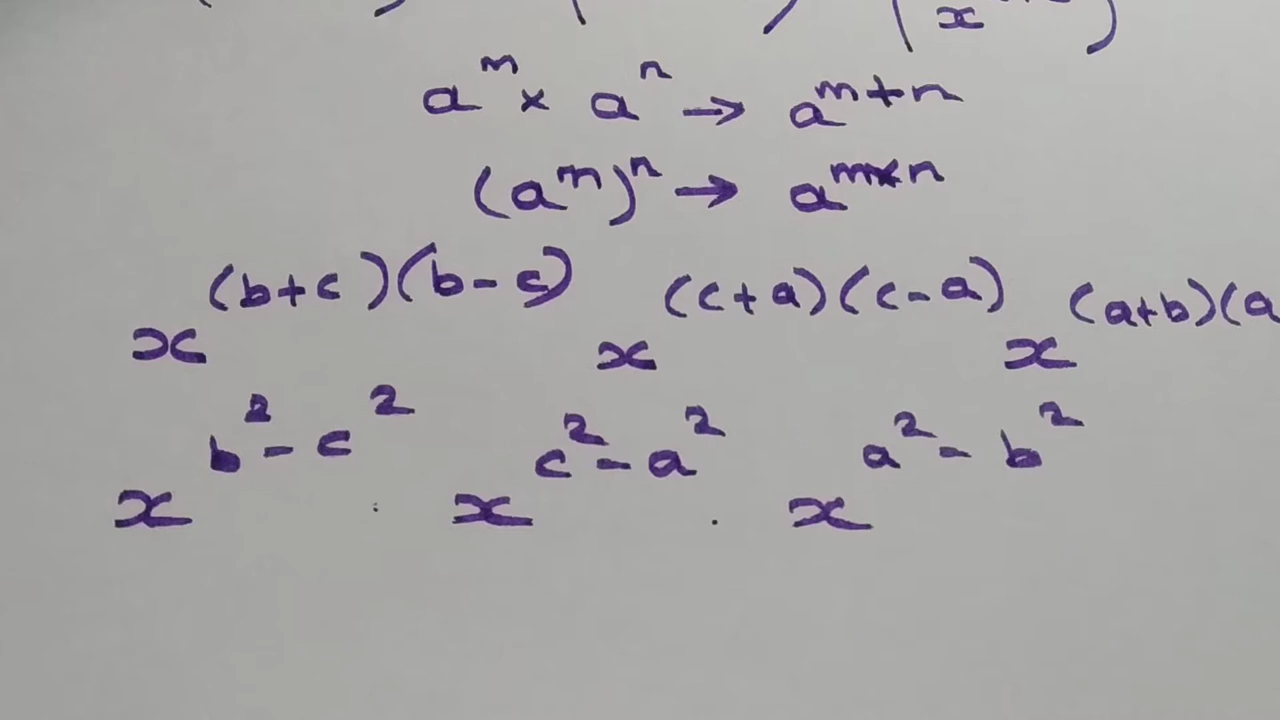 x
a^m × a^n → a^(m+n)
(a^m)^n → a^(m×n)
x^((b+c)(b-c)) x^((c+a)(c-a)) x^((a+b)(a
x^(b²-c²) . x^(c²-a²) . x^(a²-b²)